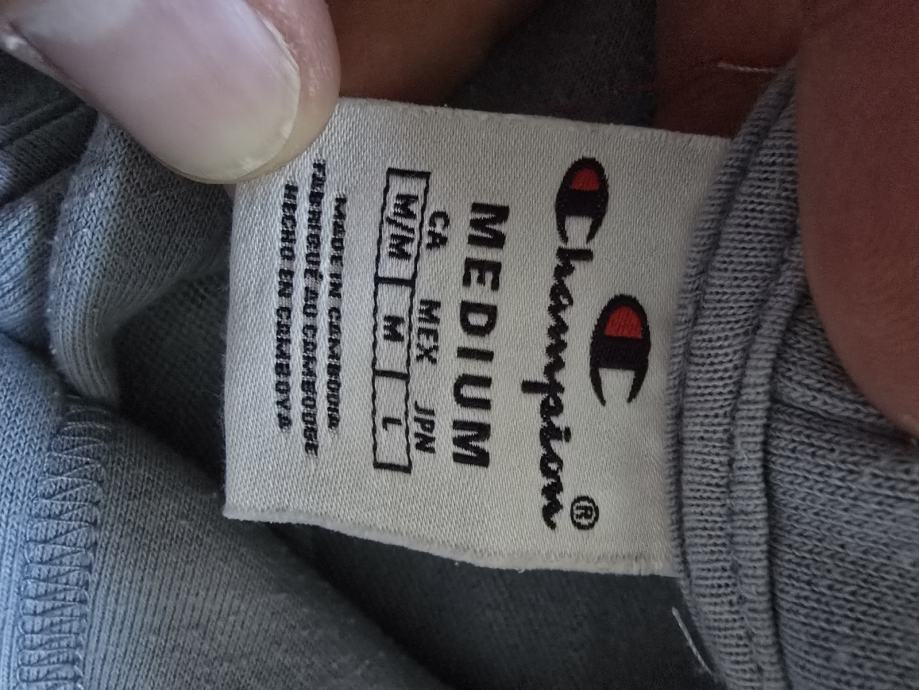 Champion®
MEDIUM
CA MEX JPN
M/M M L
MADE IN CAMBODIA
FABRIQUÉ AU CAMBODGE
HECHO EN CAMBOYA